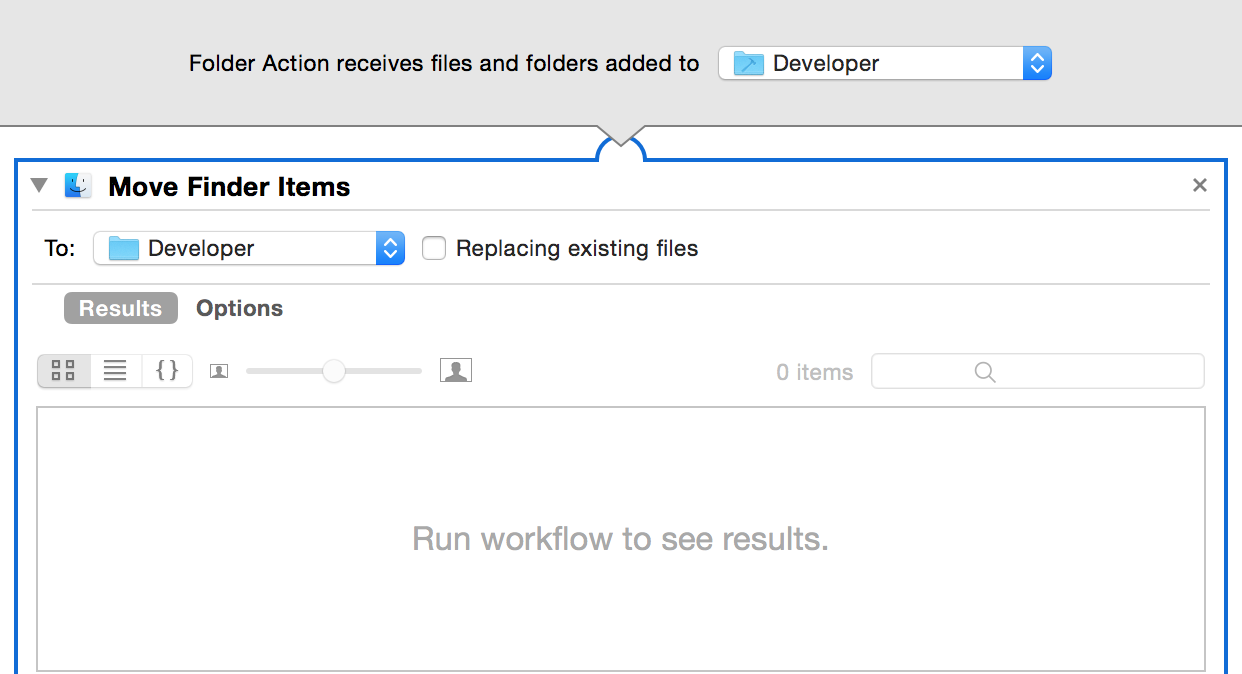 Folder Action receives files and folders added to Developer
Move Finder Items
To: Developer Replacing existing files
Results Options
{ } 0 items
Run workflow to see results.